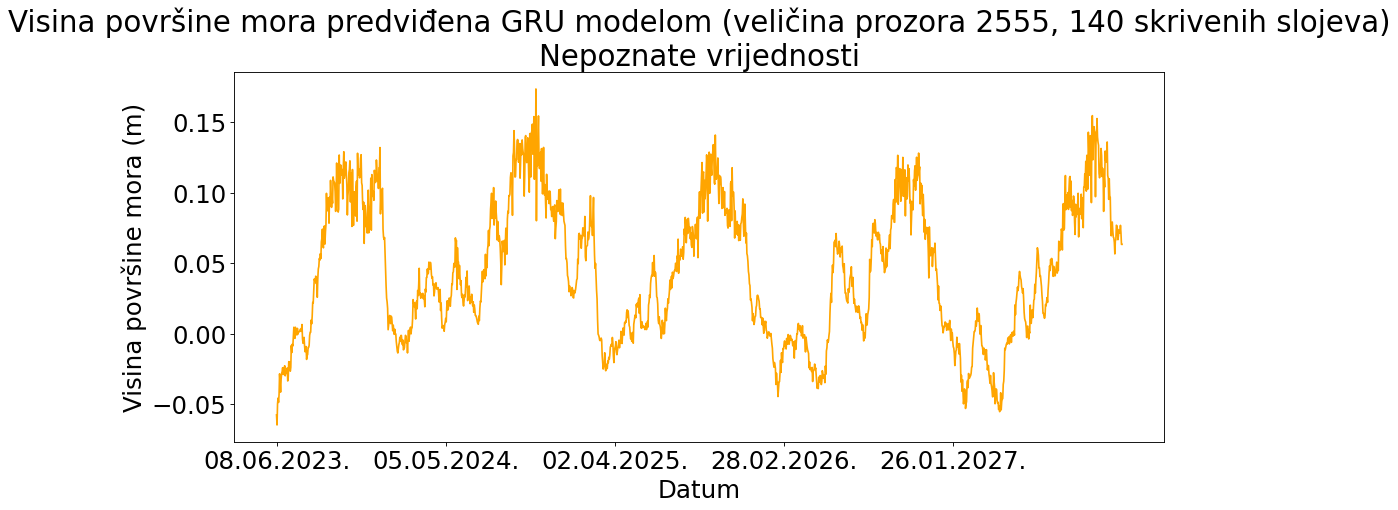 Visina površine mora predviđena GRU modelom (veličina prozora 2555, 140 skrivenih slojeva)
Nepoznate vrijednosti
Visina površine mora (m)
0.15
0.10
0.05
0.00
−0.05
08.06.2023. 05.05.2024. 02.04.2025. 28.02.2026. 26.01.2027.
Datum